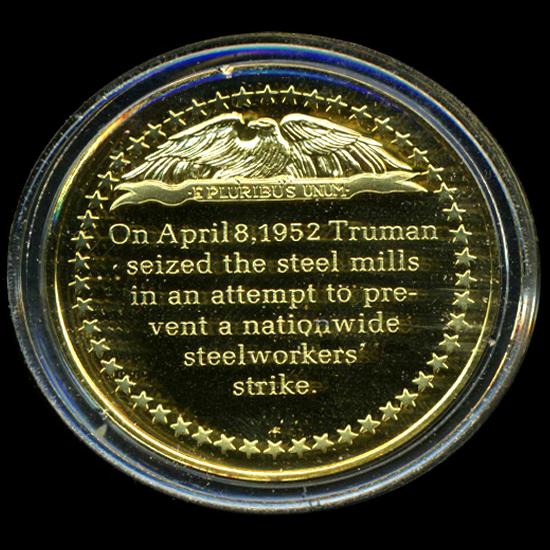 E PLURIBUS UNUM
On April 8, 1952 Truman
seized the steel mills
in an attempt to pre-
vent a nationwide
steelworkers'
strike.